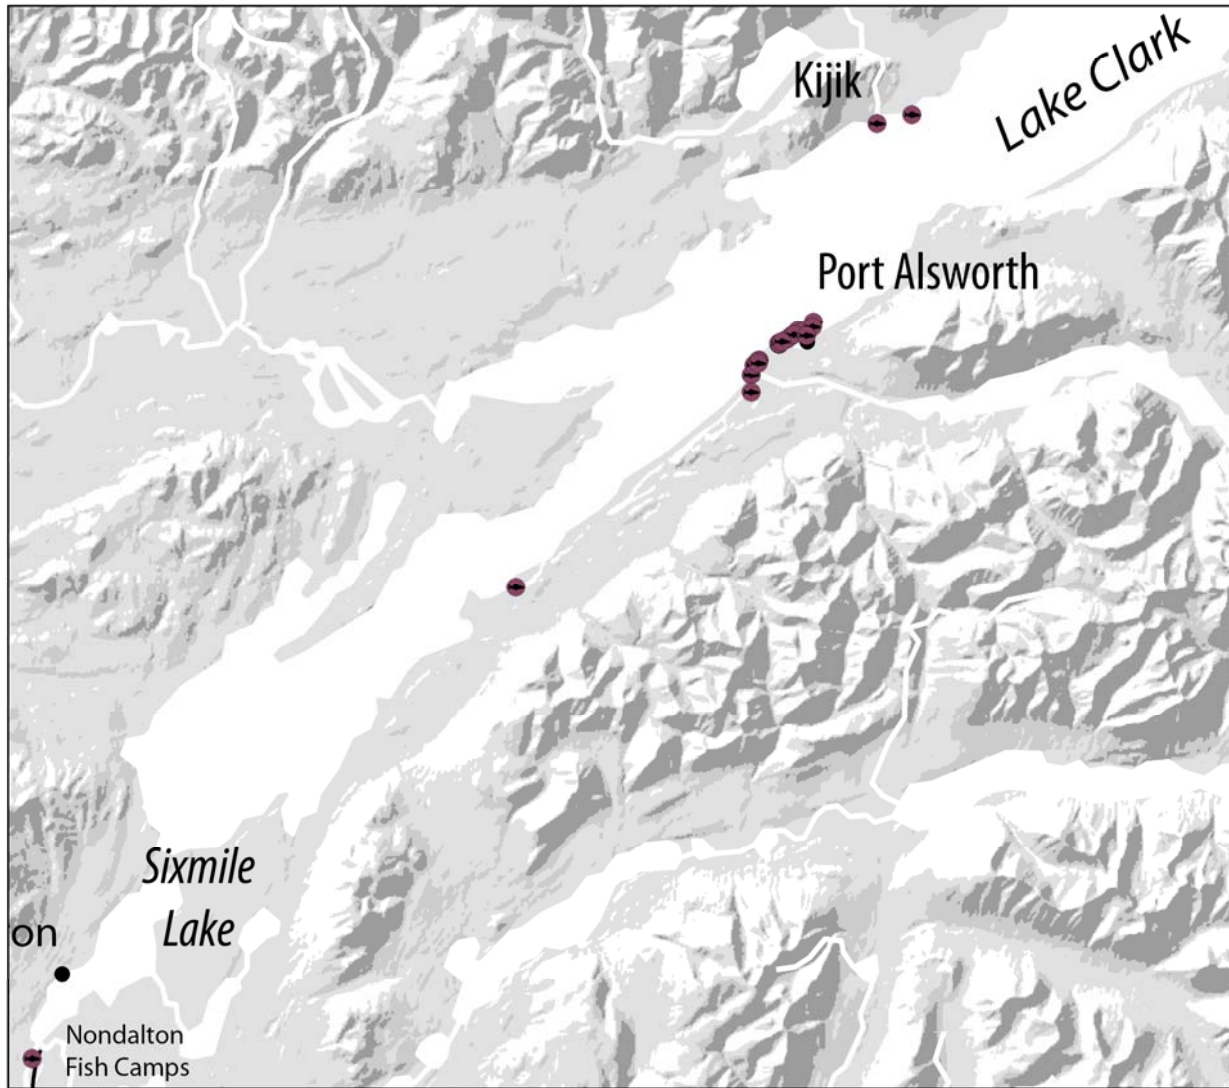 Kijik
Lake Clark
Port Alsworth
Sixmile
Lake
on
Nondalton
Fish Camps